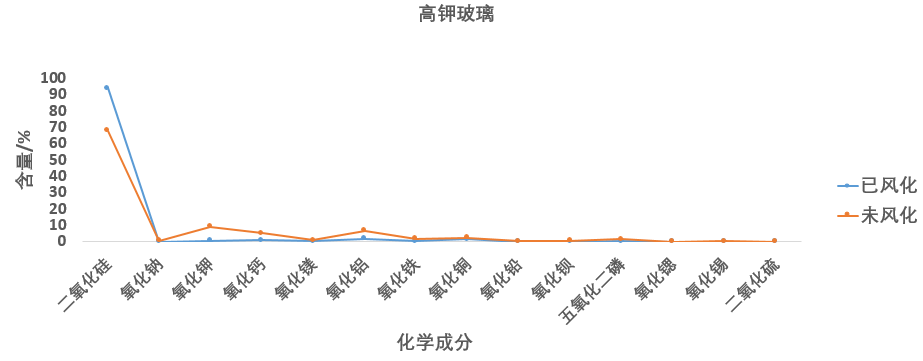 高钾玻璃
含量/%
100
90
80
70
60
50
40
30
20
10
0
二氧化硅
氧化钠
氧化钾
氧化钙
氧化镁
氧化铝
氧化铁
氧化铜
氧化铅
氧化钡
五氧化二磷
氧化锶
氧化锡
二氧化硫
化学成分
已风化
未风化